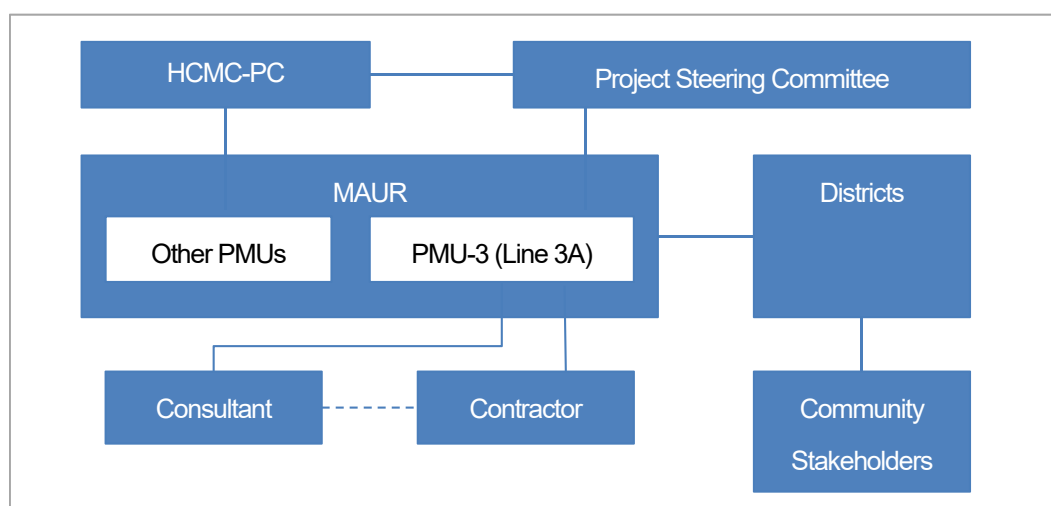 HCMC-PC
Project Steering Committee
MAUR
Districts
Other PMUs
PMU-3 (Line 3A)
Consultant
Contractor
Community
Stakeholders